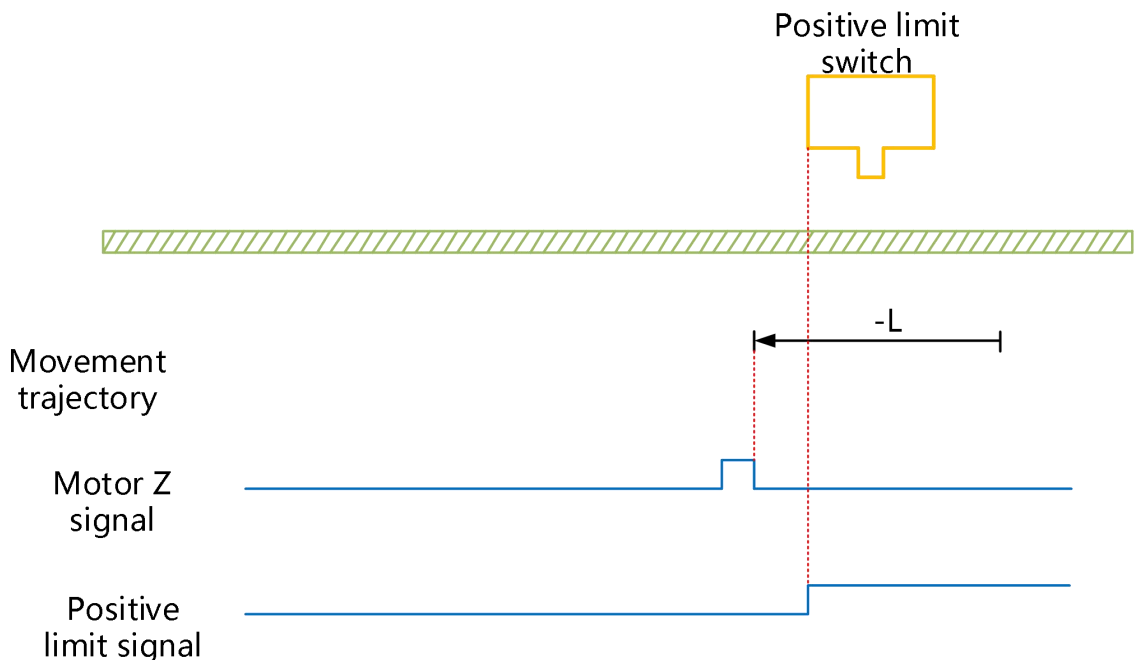 Positive limit
switch
-L
Movement
trajectory
Motor Z
signal
Positive
limit signal